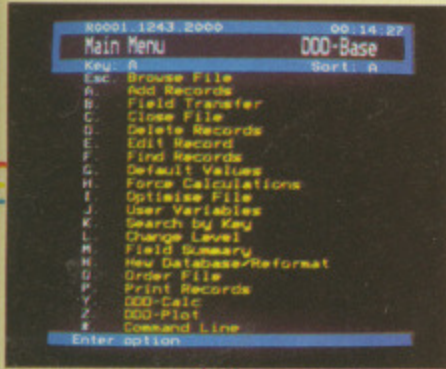 R0001.1243.2000 00:14:27
Main Menu DDD-Base
Key: A Sort: A
Esc. Browse File
A. Add Records
B. Field Transfer
C. Close File
D. Delete Records
E. Edit Record
F. Find Records
G. Default Values
H. Force Calculations
I. Optimise File
J. User Variables
K. Search by Key
L. Change Level
M. Field Summary
N. New Database/Reformat
O. Order File
P. Print Records
Y. DDD-Calc
Z. DDD-Plot
* Command Line
Enter option